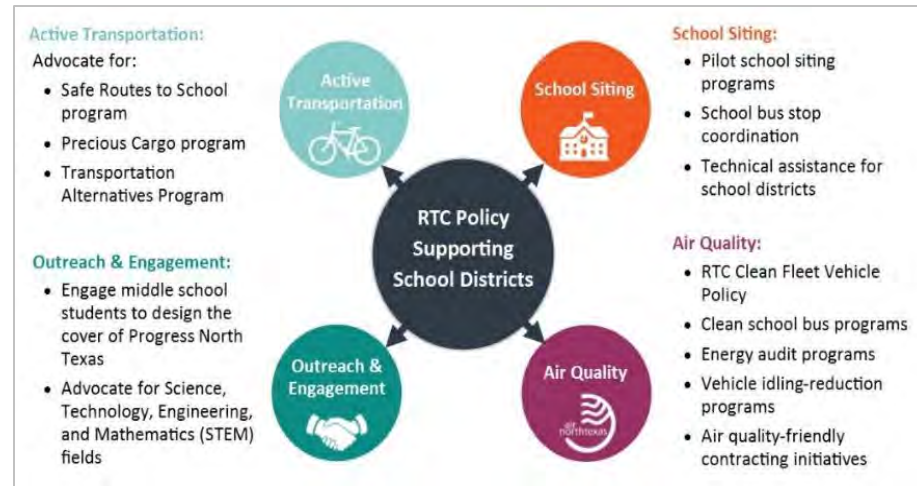 Active Transportation:
Advocate for:
• Safe Routes to School
program
• Precious Cargo program
• Transportation
Alternatives Program
Outreach & Engagement:
• Engage middle school
students to design the
cover of Progress North
Texas
• Advocate for Science,
Technology, Engineering,
and Mathematics (STEM)
fields
Active
Transportation
School Siting
RTC Policy
Supporting
School Districts
Outreach &
Engagement
Air Quality
air
northtexas
School Siting:
• Pilot school siting
programs
• School bus stop
coordination
• Technical assistance for
school districts
Air Quality:
• RTC Clean Fleet Vehicle
Policy
• Clean school bus programs
• Energy audit programs
• Vehicle idling-reduction
programs
• Air quality-friendly
contracting initiatives